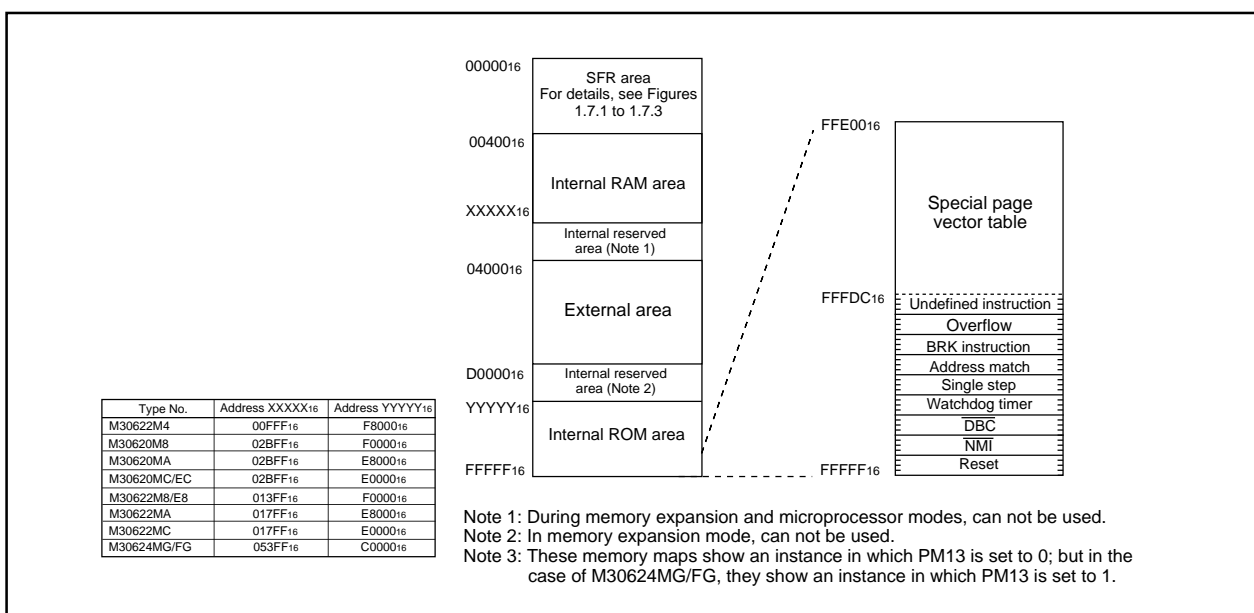 0000016
SFR area
For details, see Figures
1.7.1 to 1.7.3
0040016
Internal RAM area
XXXXX16
Internal reserved
area (Note 1)
0400016
External area
D000016
Internal reserved
area (Note 2)
YYYYY16
Internal ROM area
FFFFF16
FFE0016
Special page
vector table
FFFDC16
Undefined instruction
Overflow
BRK instruction
Address match
Single step
Watchdog timer
DBC
NMI
Reset
FFFFF16
Type No. Address XXXXX16 Address YYYYY16
M30622M4 00FFF16 F800016
M30620M8 02BFF16 F000016
M30620MA 02BFF16 E800016
M30620MC/EC 02BFF16 E000016
M30622M8/E8 013FF16 F000016
M30622MA 017FF16 E800016
M30622MC 017FF16 E000016
M30624MG/FG 053FF16 C000016
Note 1: During memory expansion and microprocessor modes, can not be used.
Note 2: In memory expansion mode, can not be used.
Note 3: These memory maps show an instance in which PM13 is set to 0; but in the
case of M30624MG/FG, they show an instance in which PM13 is set to 1.